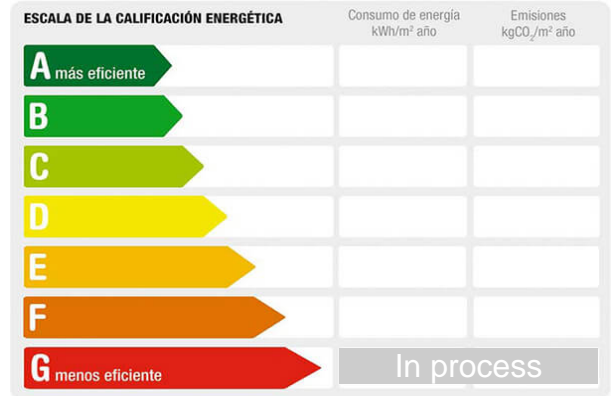 ESCALA DE LA CALIFICACIÓN ENERGÉTICA
Consumo de energía
kWh/m² año
Emisiones
kgCO₂/m² año
A más eficiente
B
C
D
E
F
G menos eficiente
In process